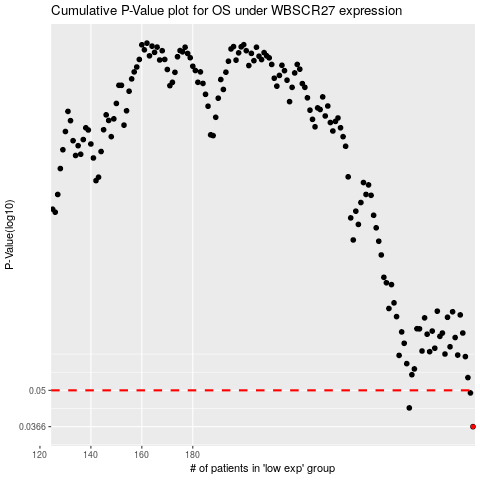 Cumulative P-Value plot for OS under WBSCR27 expression
P-Value(log10)
0.05
0.0366
120 140 160 180
# of patients in 'low exp' group